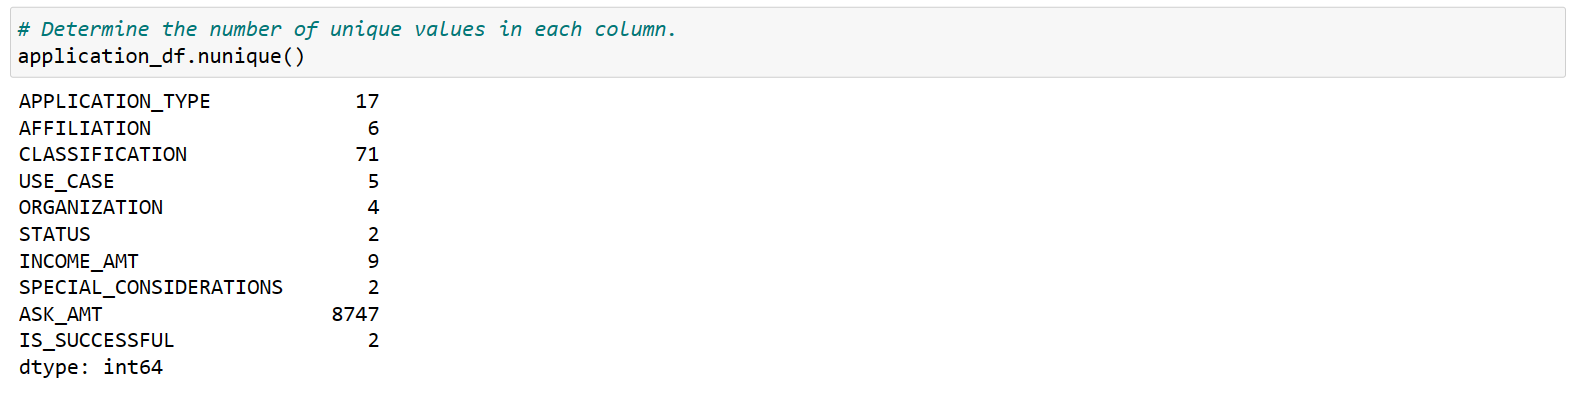 # Determine the number of unique values in each column.
application_df.nunique()
APPLICATION_TYPE 17
AFFILIATION 6
CLASSIFICATION 71
USE_CASE 5
ORGANIZATION 4
STATUS 2
INCOME_AMT 9
SPECIAL_CONSIDERATIONS 2
ASK_AMT 8747
IS_SUCCESSFUL 2
dtype: int64